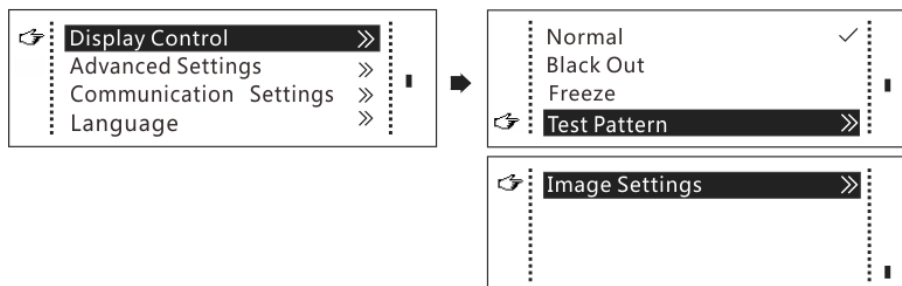 Display Control
Advanced Settings
Communication Settings
Language
Normal
Black Out
Freeze
Test Pattern
Image Settings